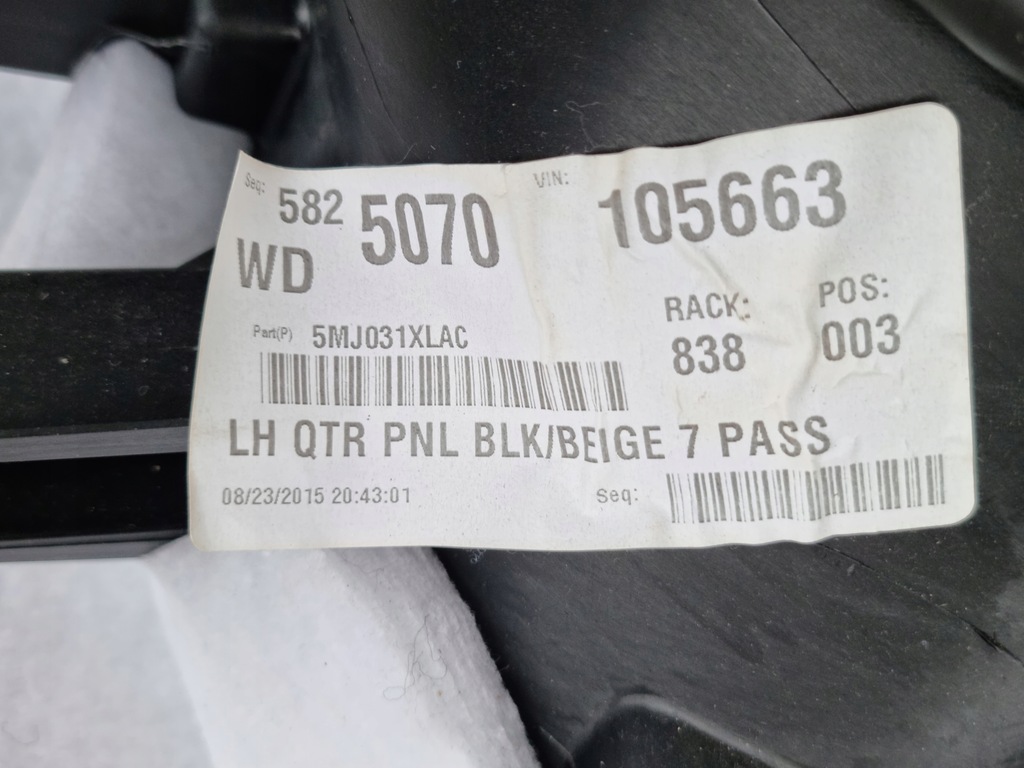 Seq: 582 5070 VIN: 105663
WD
RACK: POS:
838 003
Part(P) 5MJ031XLAC
LH QTR PNL BLK/BEIGE 7 PASS
08/23/2015 20:43:01 Seq: